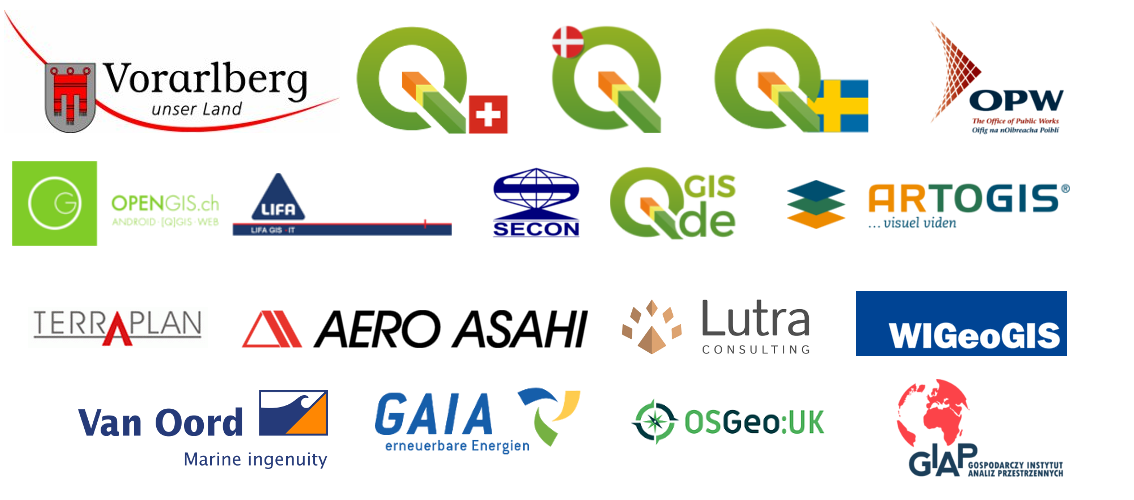 Vorarlberg
unser Land
OPW
The Office of Public Works
Oifig na nOibreacha Poiblí
G
OPENGIS.ch
ANDROID · [Q]GIS · WEB
LIFA
LIFA GIS · IT
SECON
QGIS
de
ARTOGIS®
... visuel viden
TERRAPLAN
AERO ASAHI
Lutra
CONSULTING
WIGeoGIS
Van Oord
Marine ingenuity
GAIA
erneuerbare Energien
OSGeo:UK
GIAP
GOSPODARCZY INSTYTUT
ANALIZ PRZESTRZENNYCH